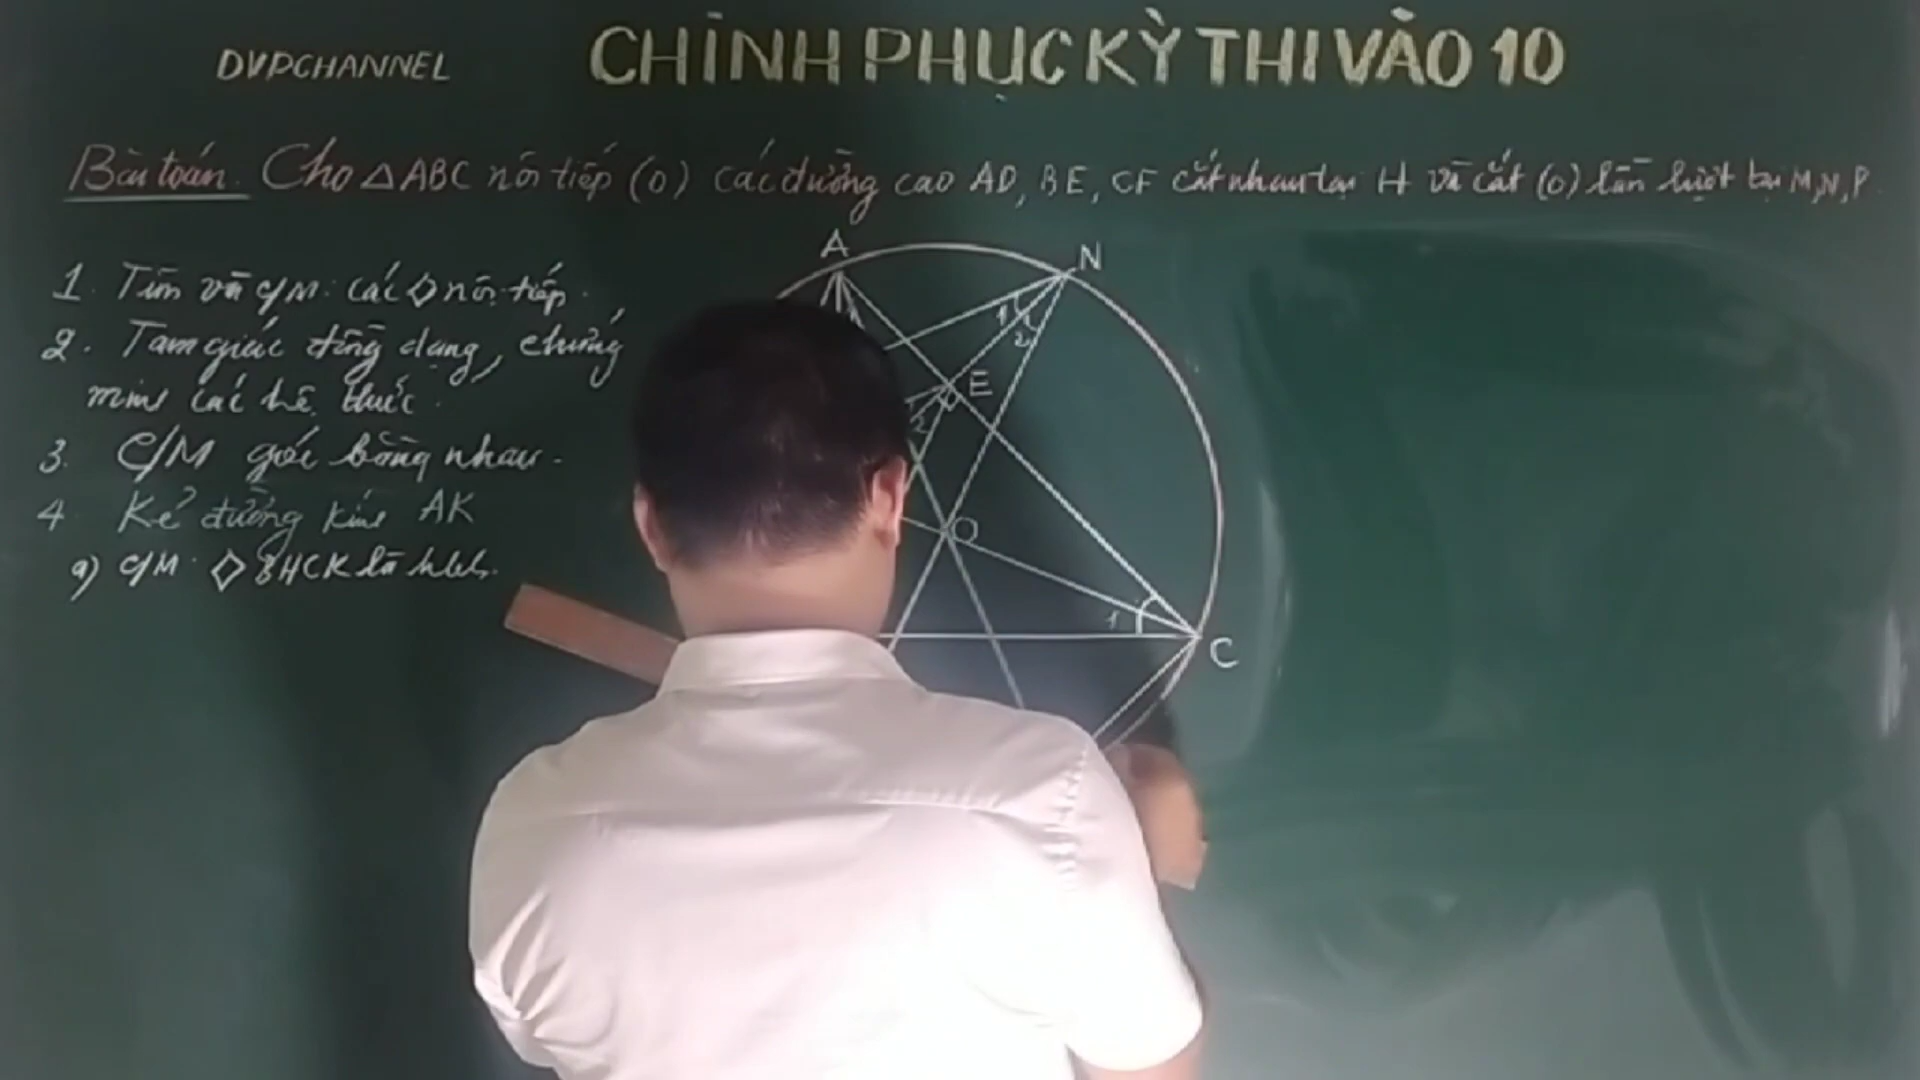 DVPCHANNEL
CHINH PHỤC KỲ THI VÀO 10
Bài toán. Cho △ABC nội tiếp (O) các đường cao AD, BE, CF cắt nhau tại H và cắt (O) lần lượt tại M, N, P.
1. Tìm và c/M: các ◇ nội tiếp.
2. Tam giác đồng dạng, chứng
minh các hệ thức.
3. C/M góc bằng nhau.
4 Kẻ đường kính AK
a) C/M: ◇ BHCK là hbh.
A
N
1
2
E
2
O
1
C